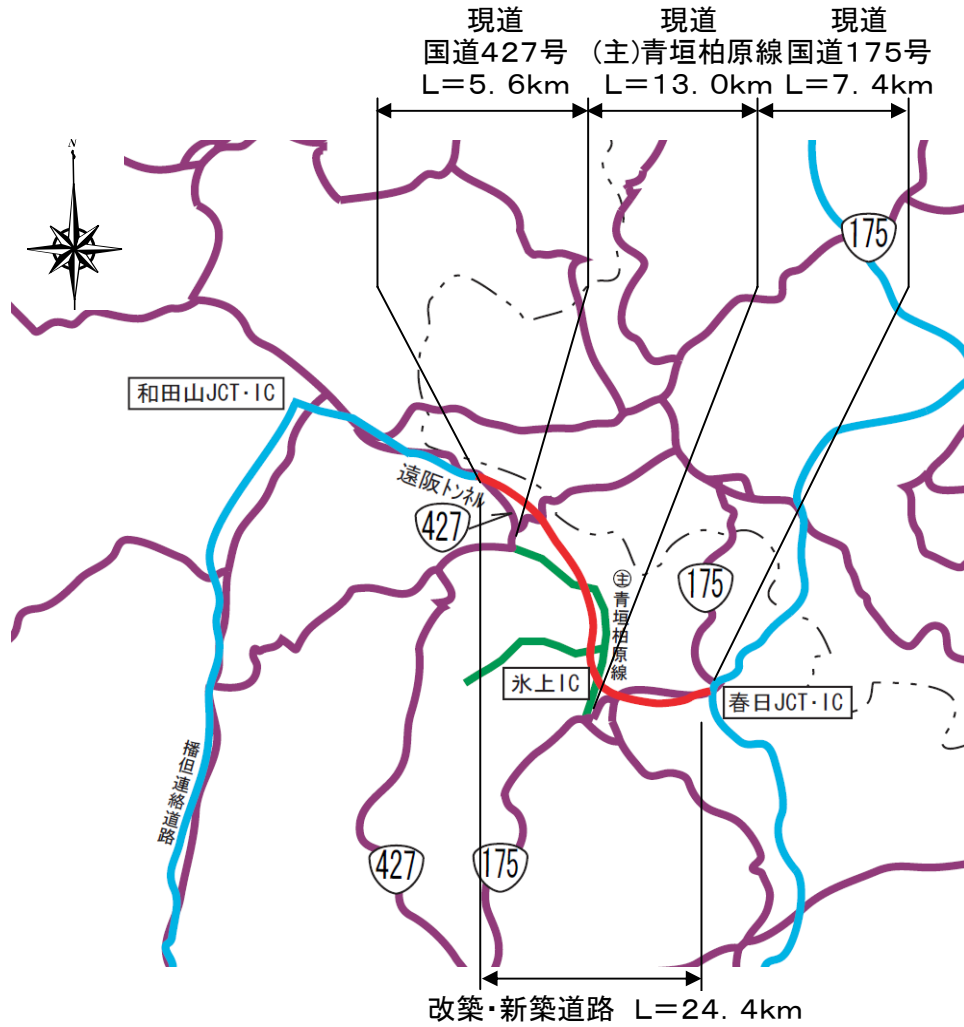 現道
国道427号
L＝5．6km
現道
(主)青垣柏原線
L＝13．0km
現道
国道175号
L＝7．4km
N
175
和田山JCT・IC
遠阪トンネル
427
175
㊤青垣柏原線
氷上IC
春日JCT・IC
播但連絡道路
427
175
改築・新築道路 L＝24．4km